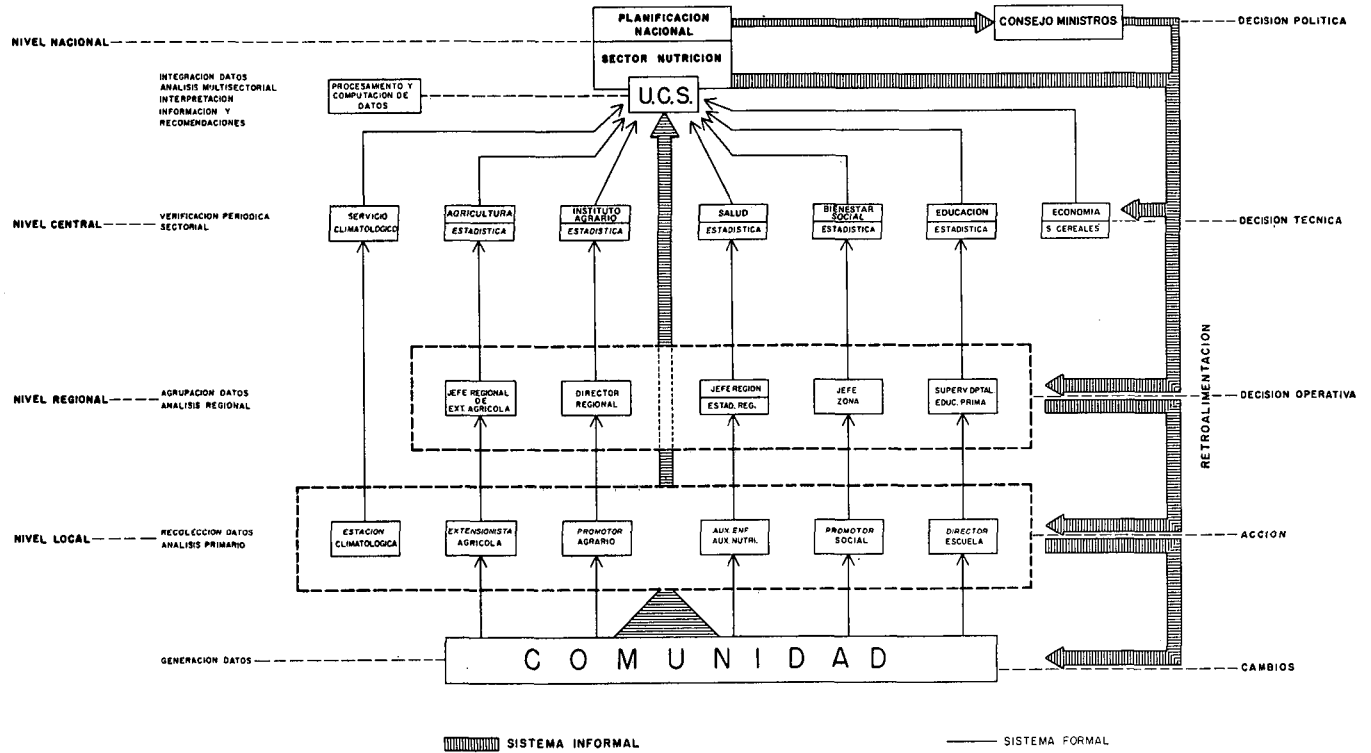 PLANIFICACION
NACIONAL
CONSEJO MINISTROS
DECISION POLITICA
NIVEL NACIONAL
SECTOR NUTRICION
INTEGRACION DATOS
ANALISIS MULTISECTORIAL
INTERPRETACION
INFORMACION Y
RECOMENDACIONES
PROCESAMIENTO Y
COMPUTACION DE
DATOS
U.C.S.
NIVEL CENTRAL
VERIFICACION PERIODICA
SECTORIAL
SERVICIO
CLIMATOLOGICO
AGRICULTURA
ESTADISTICA
INSTITUTO
AGRARIO
ESTADISTICA
SALUD
ESTADISTICA
BIENESTAR
SOCIAL
ESTADISTICA
EDUCACION
ESTADISTICA
ECONOMIA
S CEREALES
DECISION TECNICA
NIVEL REGIONAL
AGRUPACION DATOS
ANALISIS REGIONAL
JEFE REGIONAL
DE
EXT. AGRICOLA
DIRECTOR
REGIONAL
JEFE REGION
ESTAD. REG.
JEFE
ZONA
SUPERV DPTAL
EDUC. PRIMA
DECISION OPERATIVA
RETROALIMENTACION
NIVEL LOCAL
RECOLECCION DATOS
ANALISIS PRIMARIO
ESTACION
CLIMATOLOGICA
EXTENSIONISTA
AGRICOLA
PROMOTOR
AGRARIO
AUX. ENF.
AUX. NUTRI.
PROMOTOR
SOCIAL
DIRECTOR
ESCUELA
ACCION
GENERACION DATOS
COMUNIDAD
CAMBIOS
SISTEMA INFORMAL
SISTEMA FORMAL